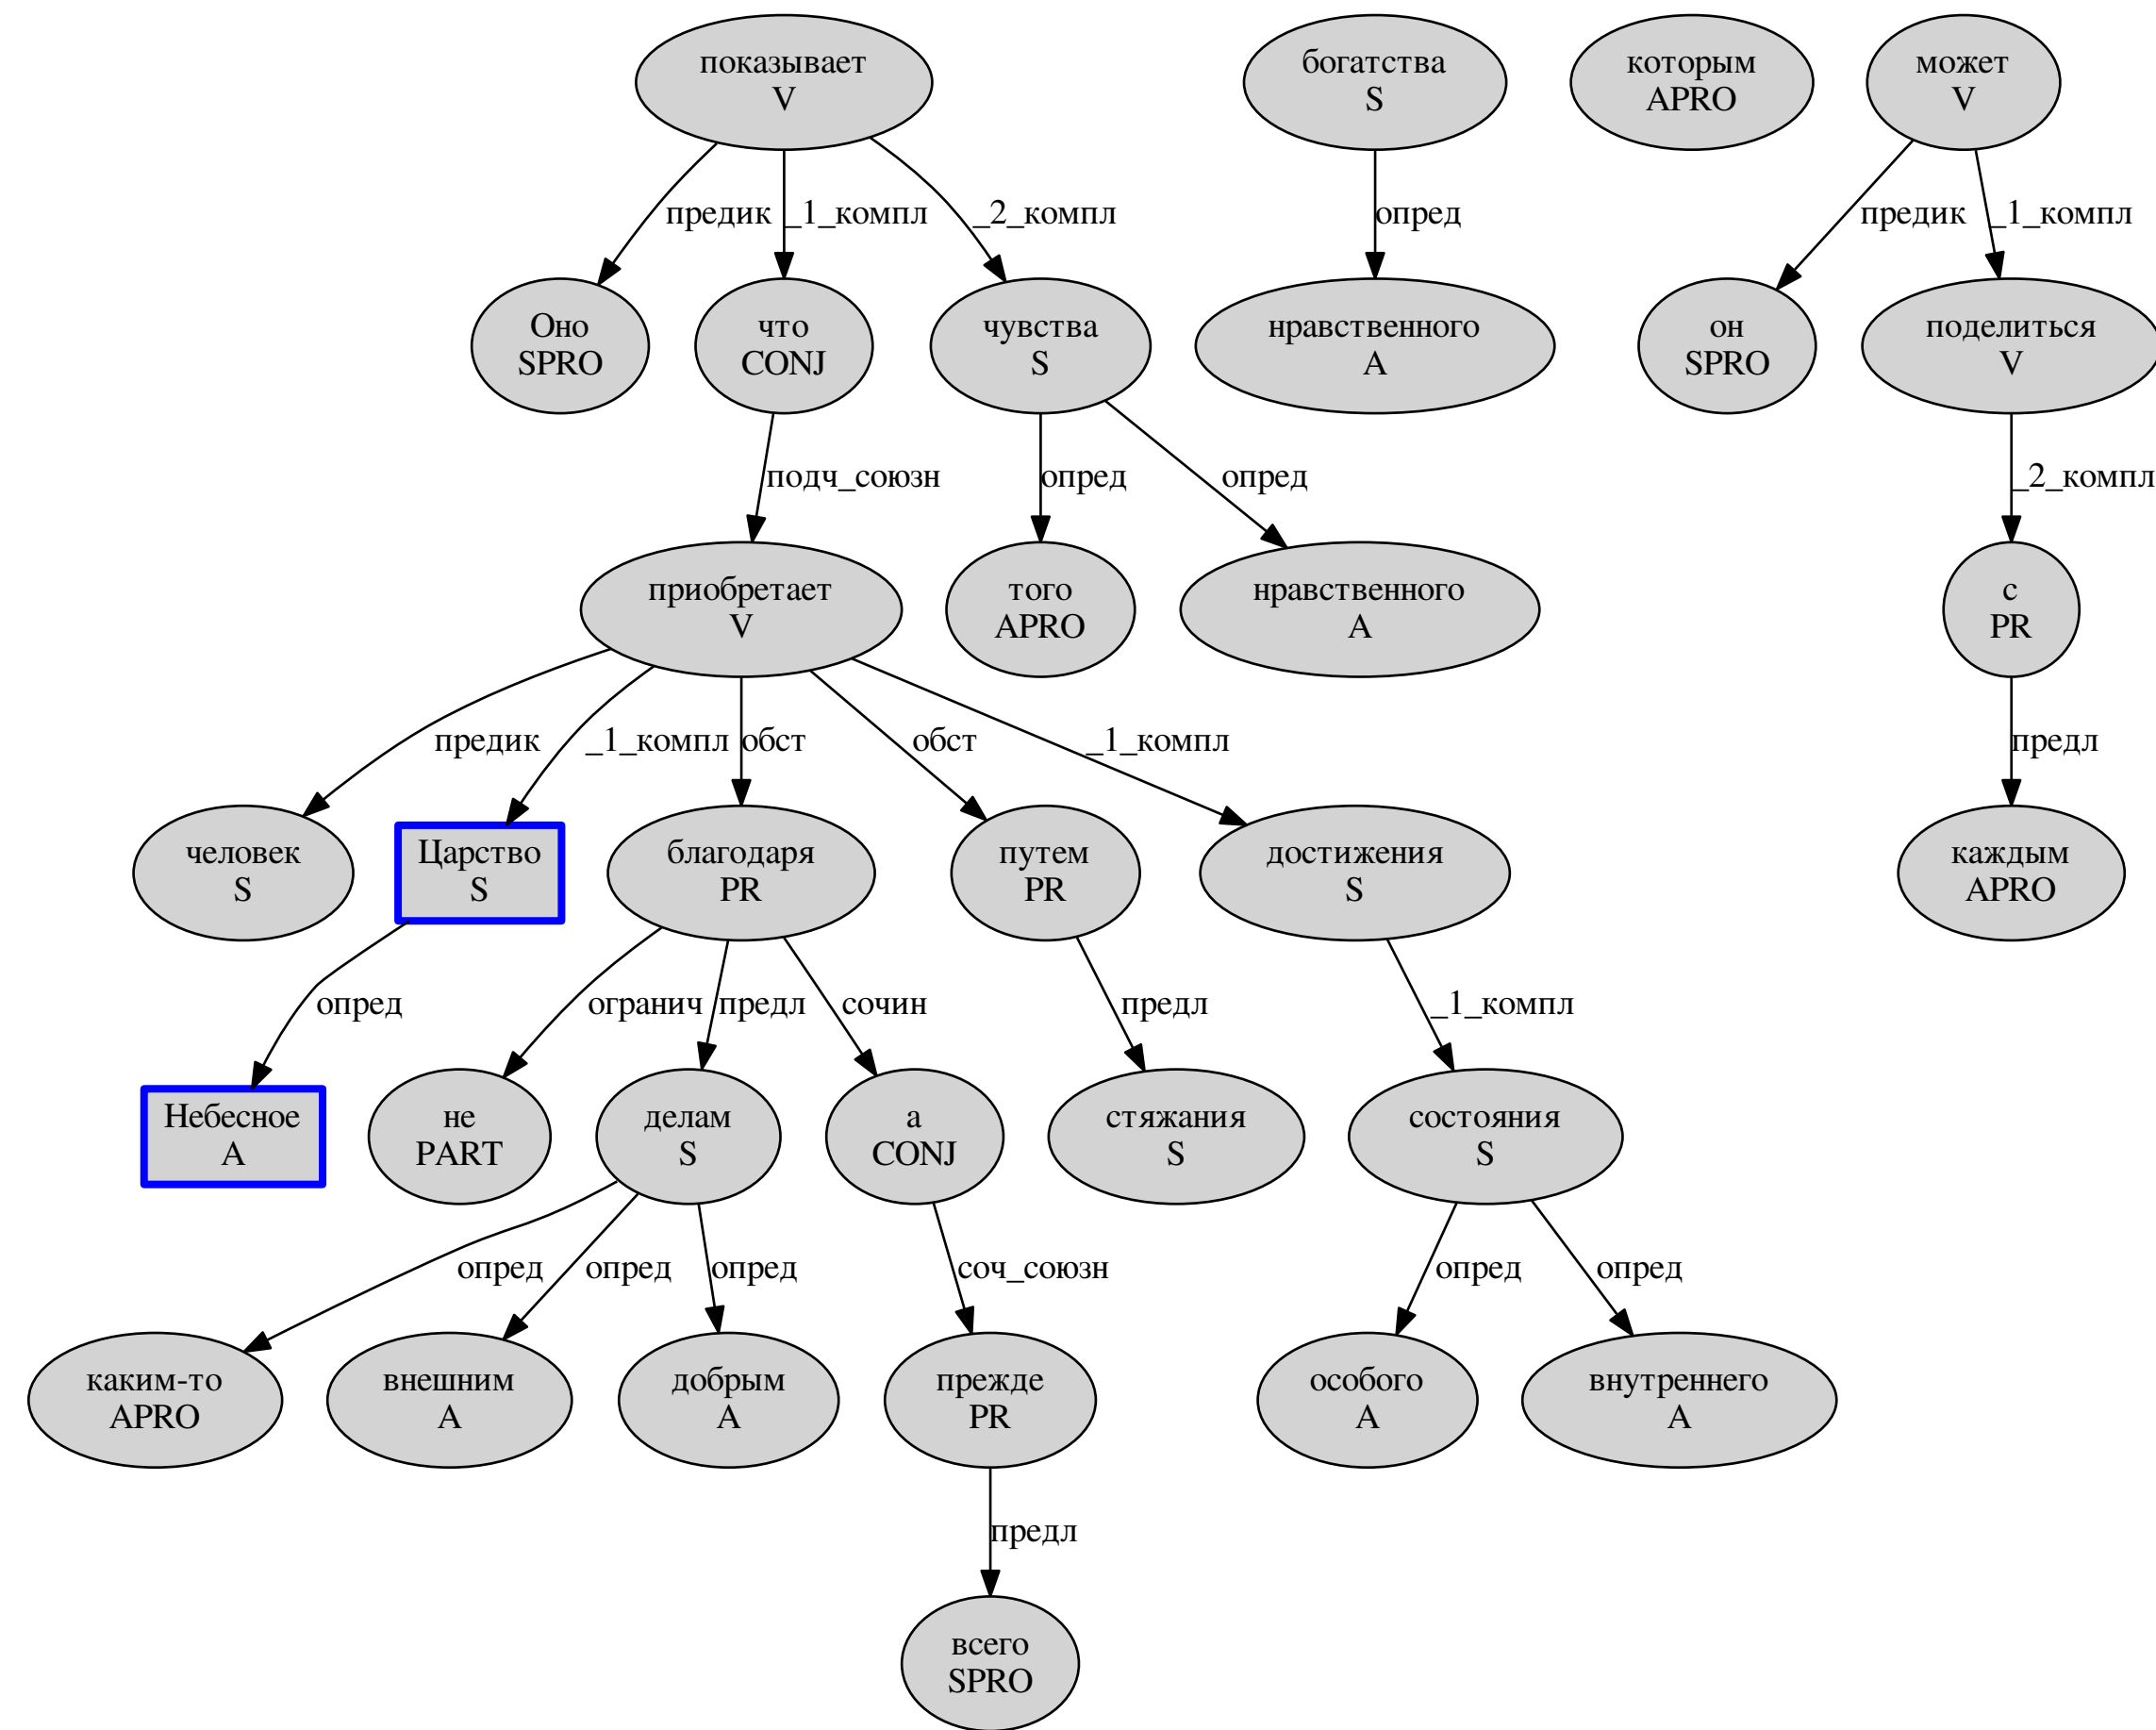 показывает
V
богатства
S
которым
APRO
может
V
предик
_1_компл
_2_компл
опред
предик
_1_компл
Оно
SPRO
что
CONJ
чувства
S
нравственного
A
он
SPRO
поделиться
V
подч_союзн
опред
опред
_2_компл
приобретает
V
того
APRO
нравственного
A
с
PR
предик
_1_компл
обст
обст
_1_компл
предл
человек
S
Царство
S
благодаря
PR
путем
PR
достижения
S
каждым
APRO
опред
огранич
предл
сочин
предл
_1_компл
Небесное
A
не
PART
делам
S
а
CONJ
стяжания
S
состояния
S
опред
опред
опред
соч_союзн
опред
опред
каким-то
APRO
внешним
A
добрым
A
прежде
PR
особого
A
внутреннего
A
предл
всего
SPRO